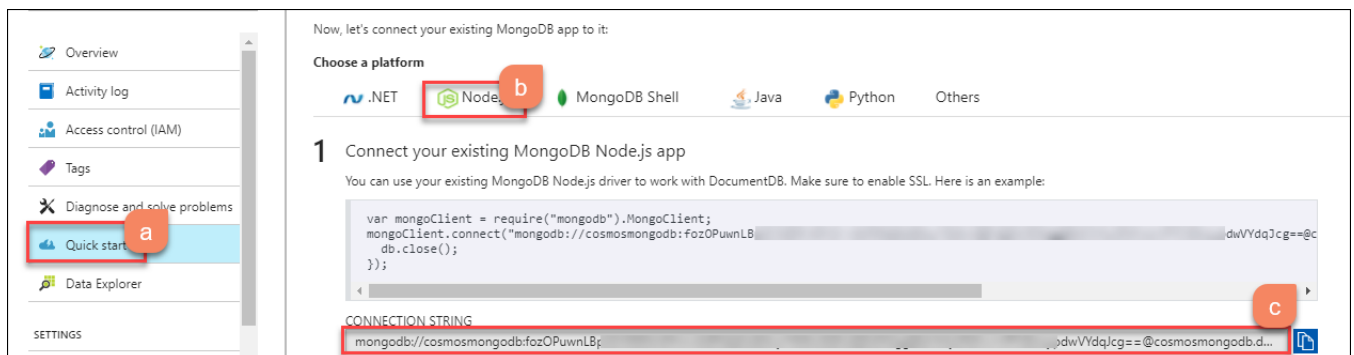 Now, let's connect your existing MongoDB app to it:
Choose a platform
.NET
Node.js
b
MongoDB Shell
Java
Python
Others
Overview
Activity log
Access control (IAM)
Tags
Diagnose and solve problems
Quick start
a
Data Explorer
SETTINGS
1 Connect your existing MongoDB Node.js app
You can use your existing MongoDB Node.js driver to work with DocumentDB. Make sure to enable SSL. Here is an example:
var mongoClient = require("mongodb").MongoClient;
mongoClient.connect("mongodb://cosmosmongodb:fozOPuwnLB dwVYdqJcg==@c
db.close();
});
c
CONNECTION STRING
mongodb://cosmosmongodb:fozOPuwnLBp pdwVYdqJcg==@cosmosmongodb.d...